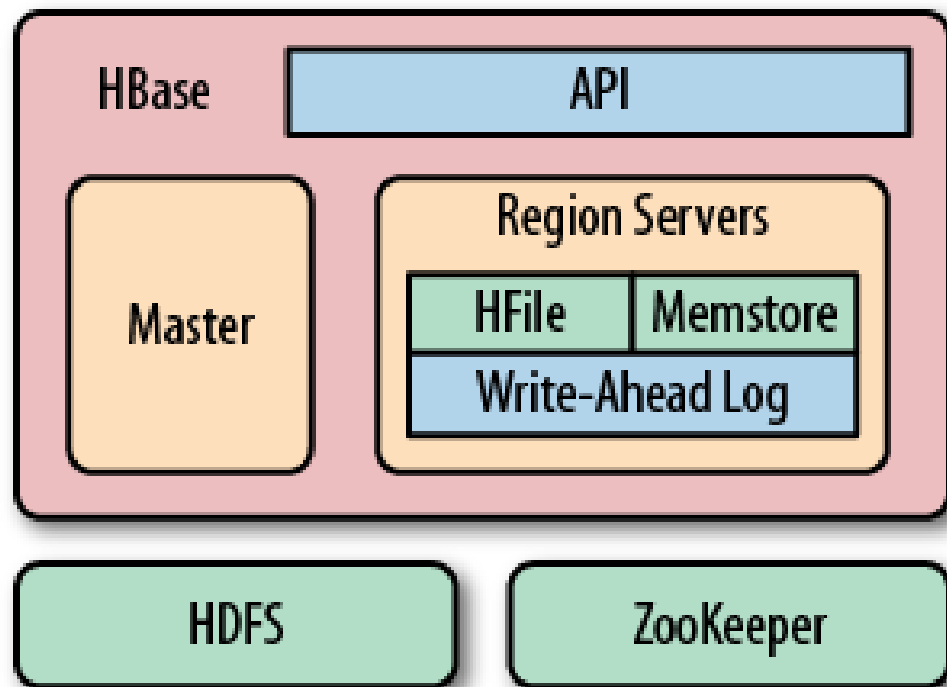 HBase
API
Master
Region Servers
HFile
Memstore
Write-Ahead Log
HDFS
ZooKeeper